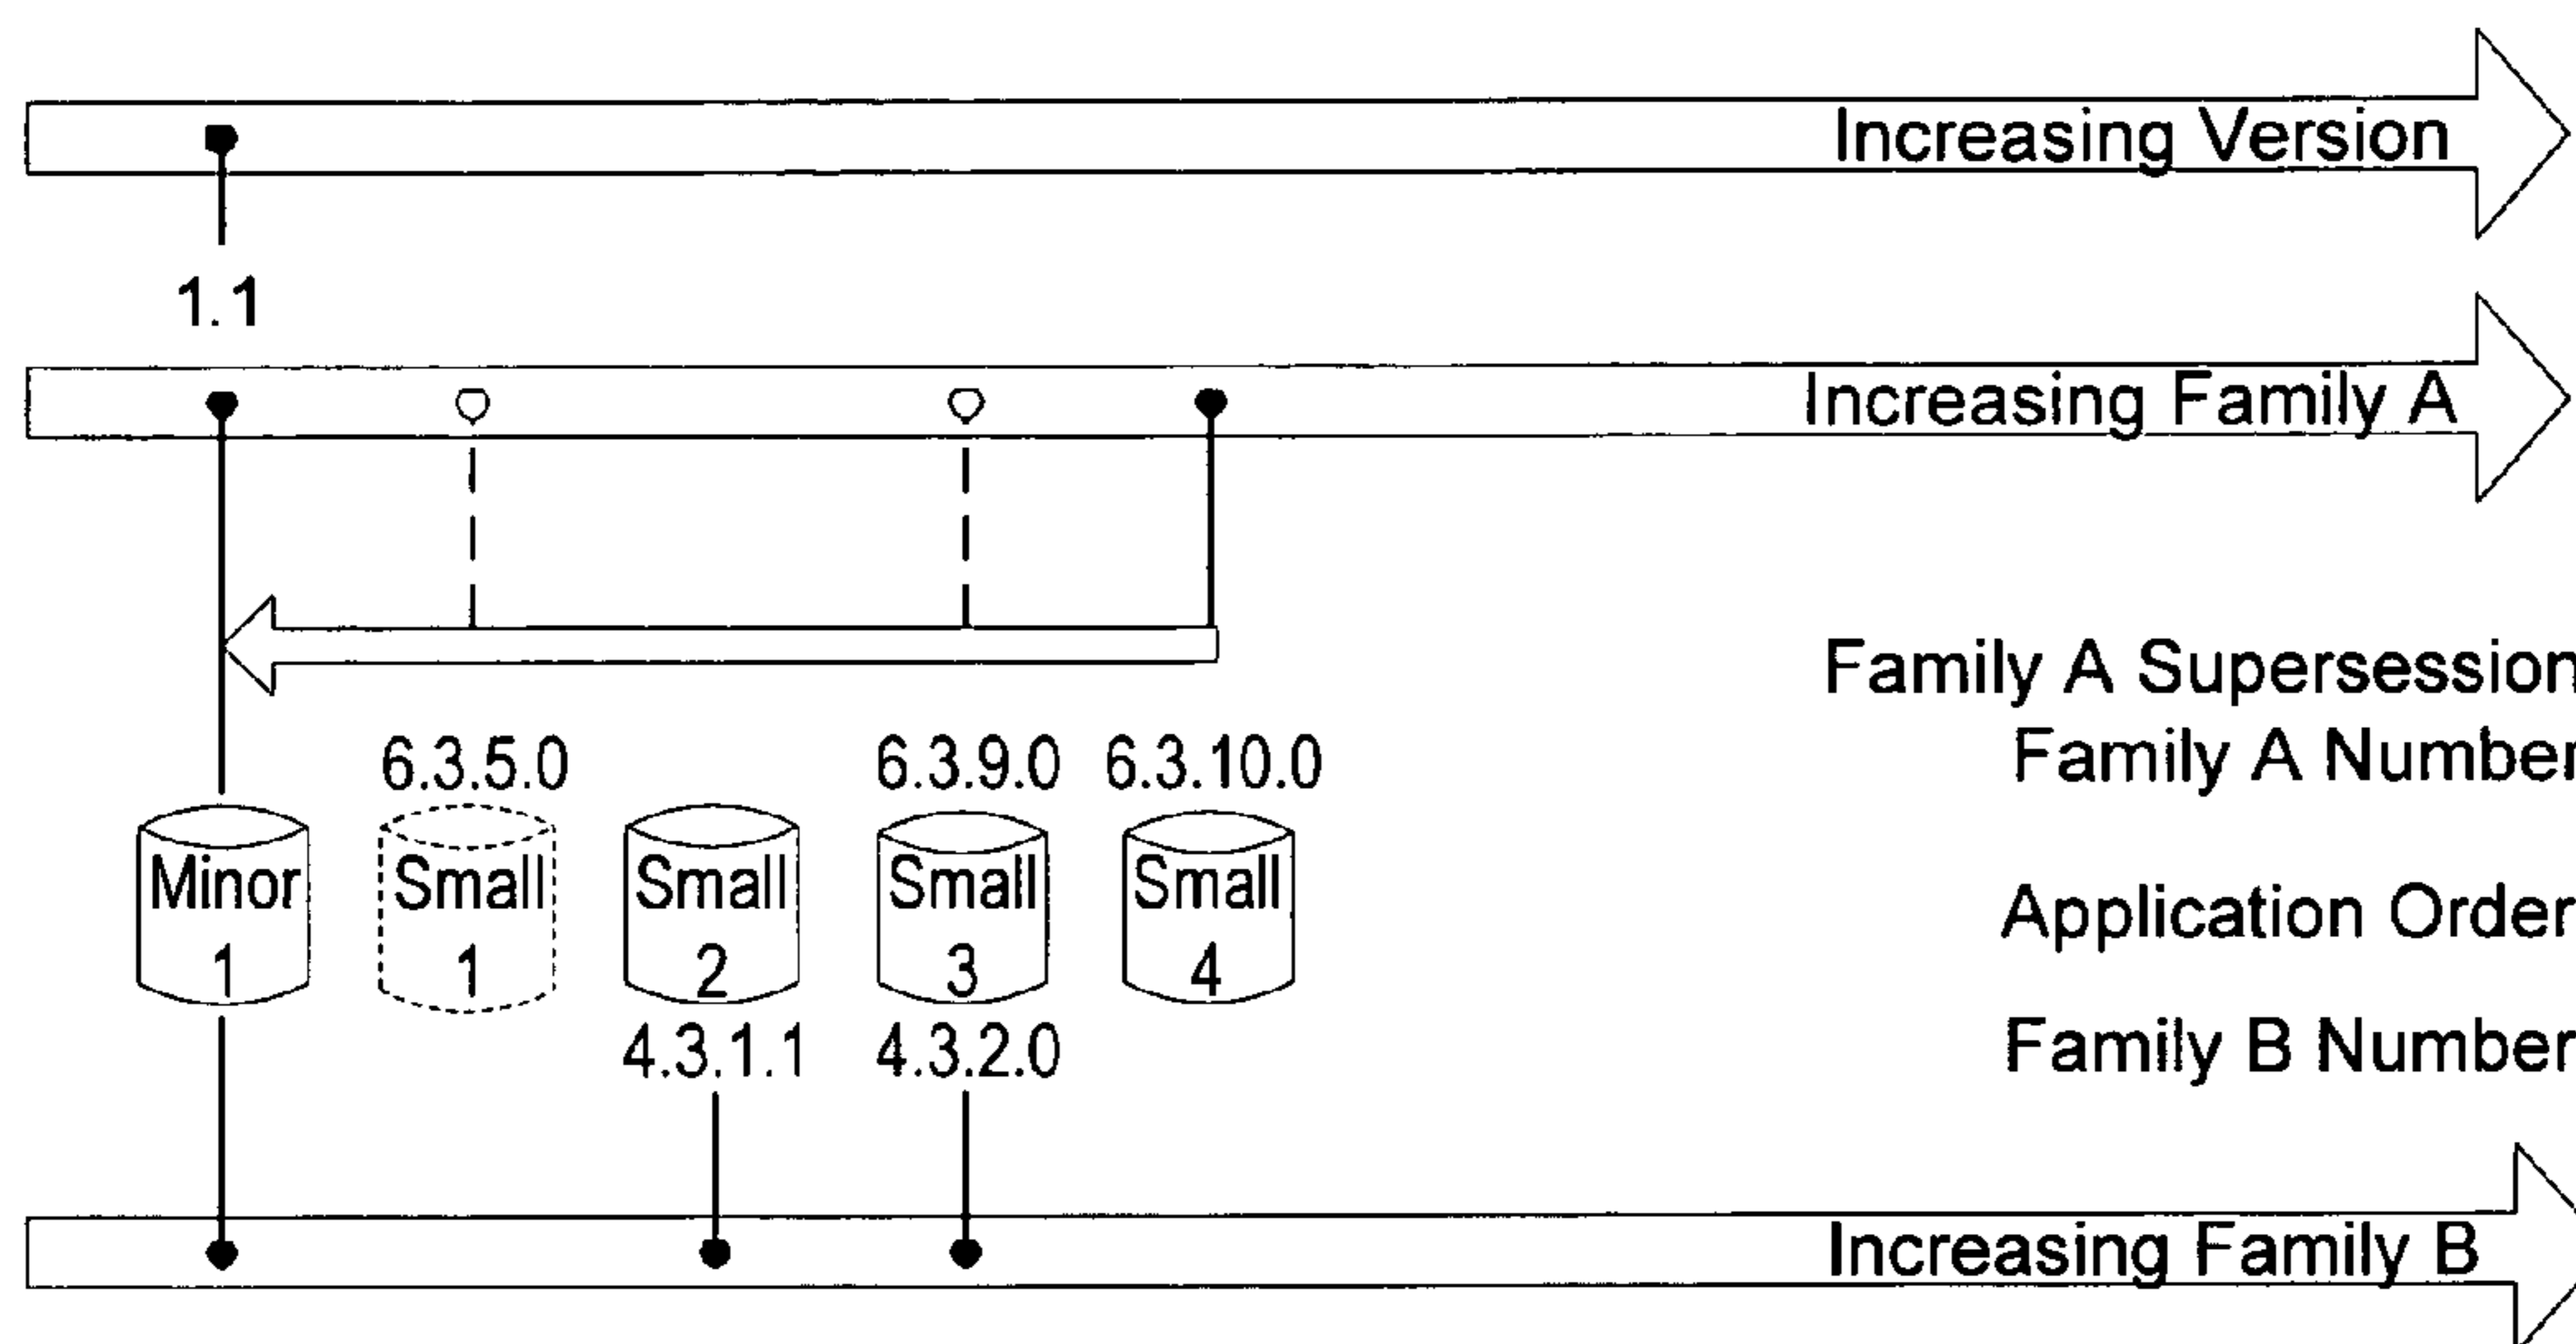 Increasing Version
1.1
Increasing Family A
Family A Supersession
6.3.5.0 6.3.9.0 6.3.10.0 Family A Number
Minor 1 Small 1 Small 2 Small 3 Small 4 Application Order
4.3.1.1 4.3.2.0 Family B Number
Increasing Family B